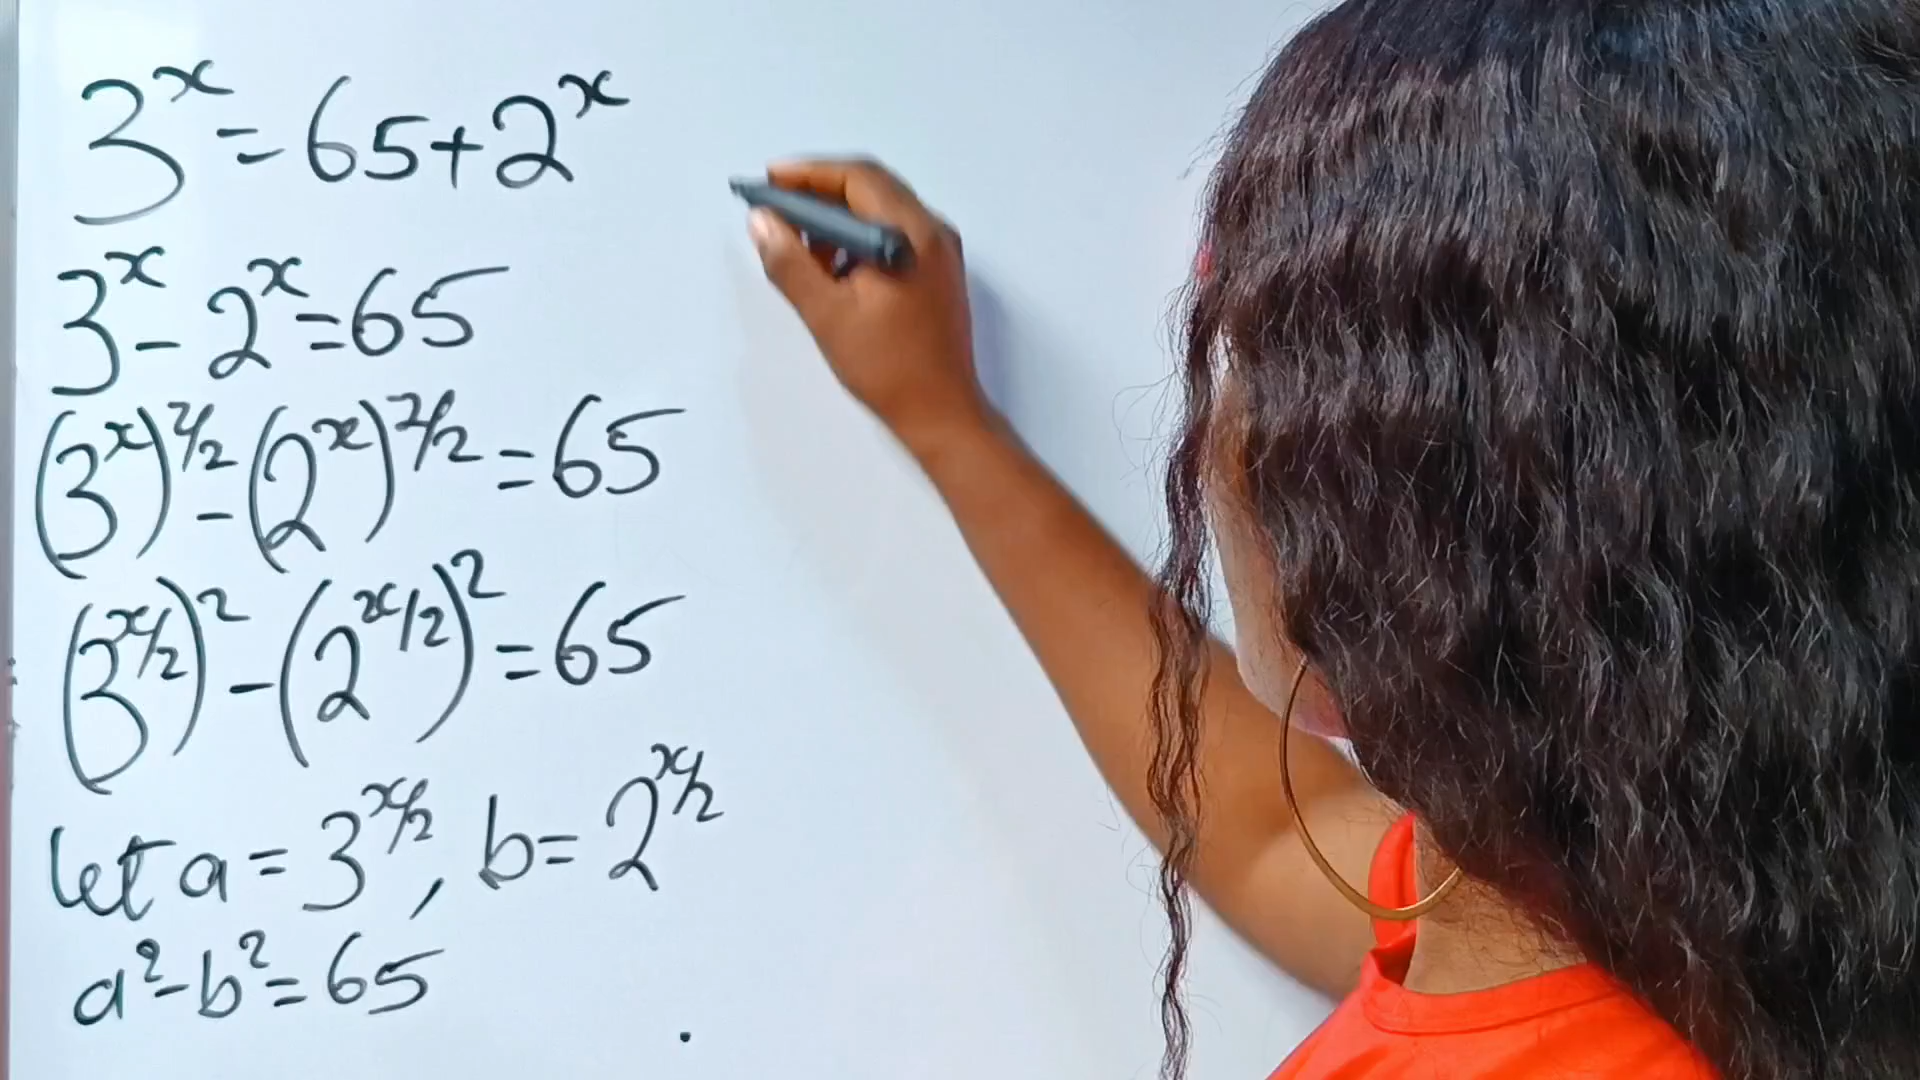 3^x = 65 + 2^x
3^x - 2^x = 65
(3^x)^2/2 - (2^x)^2/2 = 65
(3^x/2)^2 - (2^x/2)^2 = 65
let a = 3^x/2, b = 2^x/2
a^2 - b^2 = 65